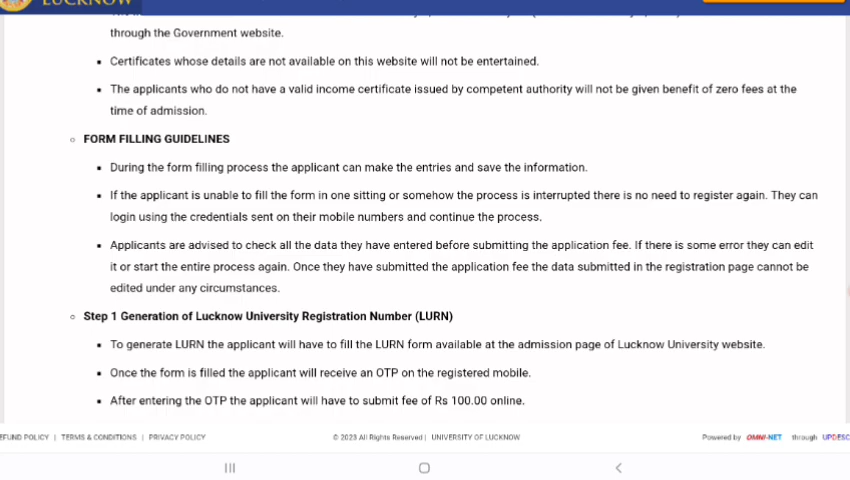 LUCKNOW
through the Government website.
▪ Certificates whose details are not available on this website will not be entertained.
▪ The applicants who do not have a valid income certificate issued by competent authority will not be given benefit of zero fees at the
time of admission.
○ FORM FILLING GUIDELINES
▪ During the form filling process the applicant can make the entries and save the information.
▪ If the applicant is unable to fill the form in one sitting or somehow the process is interrupted there is no need to register again. They can
login using the credentials sent on their mobile numbers and continue the process.
▪ Applicants are advised to check all the data they have entered before submitting the application fee. If there is some error they can edit
it or start the entire process again. Once they have submitted the application fee the data submitted in the registration page cannot be
edited under any circumstances.
○ Step 1 Generation of Lucknow University Registration Number (LURN)
▪ To generate LURN the applicant will have to fill the LURN form available at the admission page of Lucknow University website.
▪ Once the form is filled the applicant will receive an OTP on the registered mobile.
▪ After entering the OTP the applicant will have to submit fee of Rs 100.00 online.
EFUND POLICY | TERMS & CONDITIONS | PRIVACY POLICY © 2023 All Rights Reserved | UNIVERSITY OF LUCKNOW Powered by OMNI-NET through UPDESC